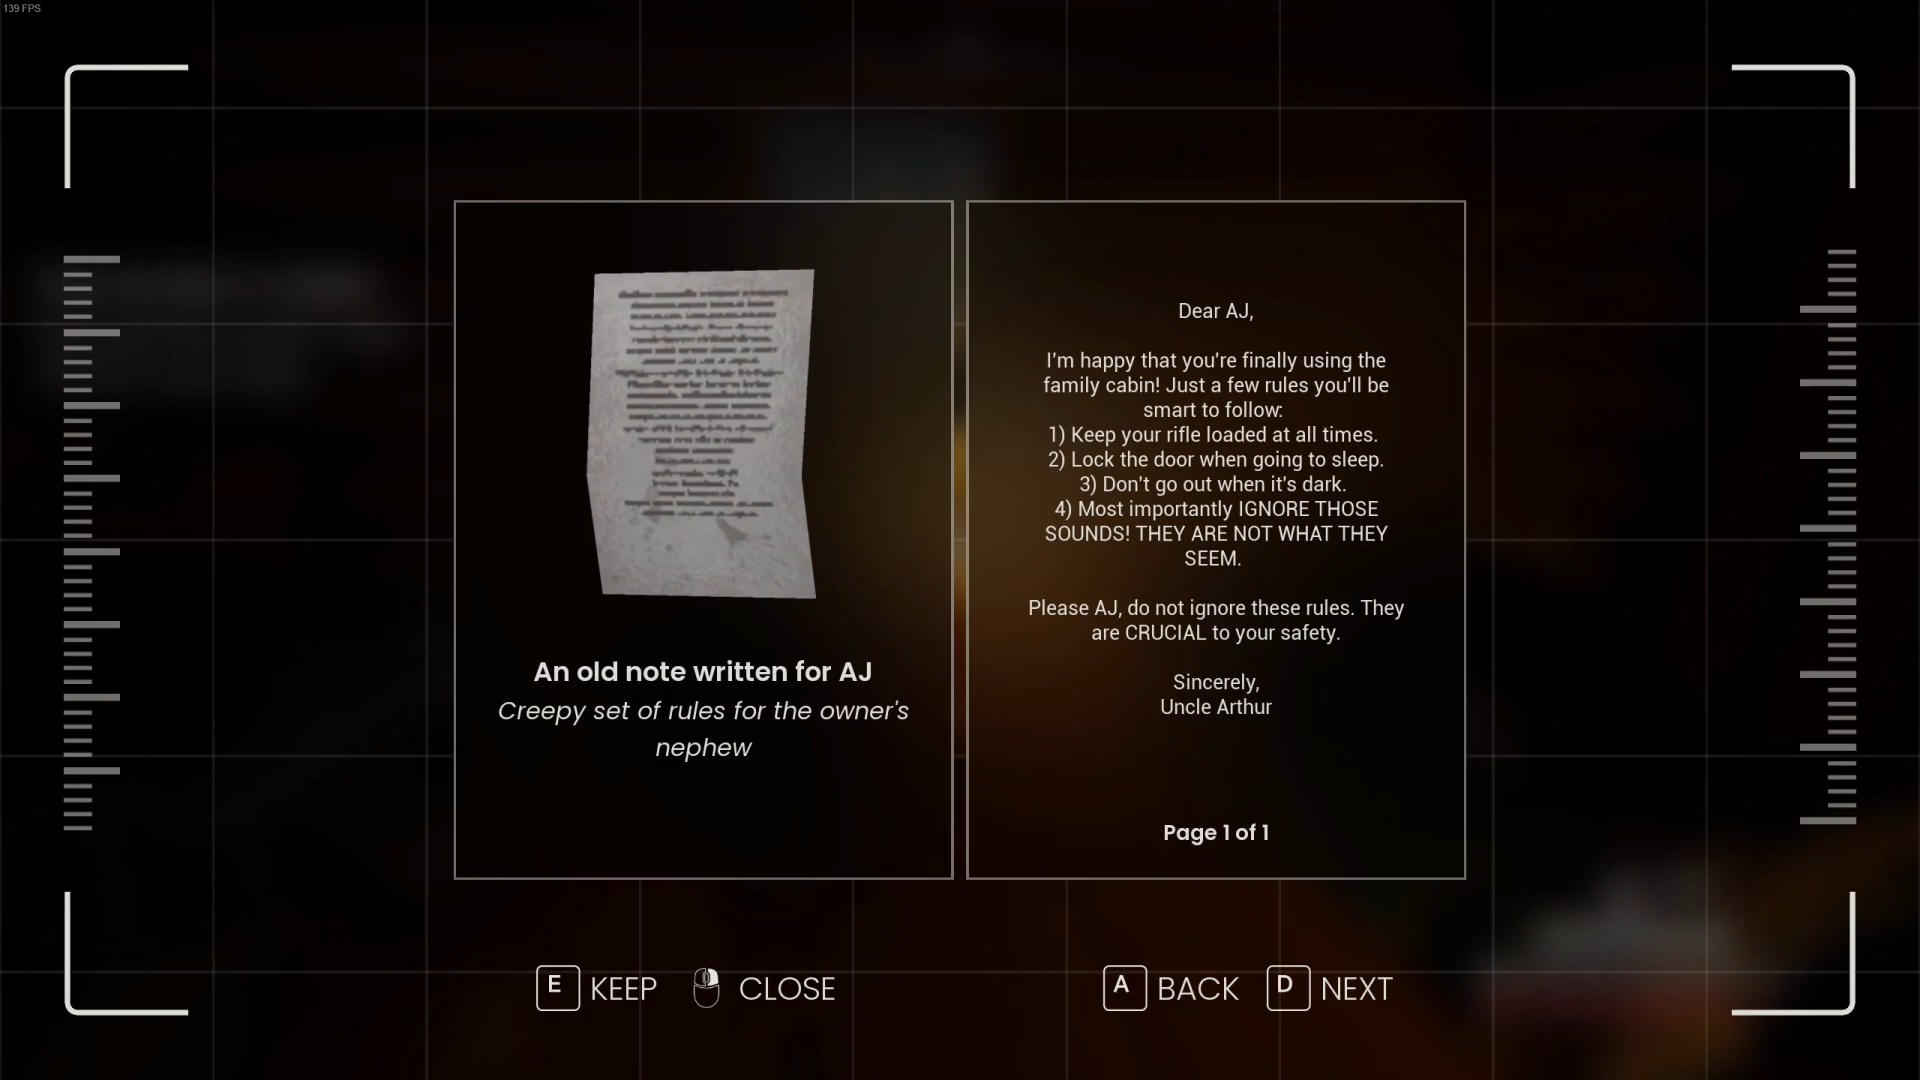 139 FPS
An old note written for AJ
Creepy set of rules for the owner's
nephew
Dear AJ,
I'm happy that you're finally using the
family cabin! Just a few rules you'll be
smart to follow:
1) Keep your rifle loaded at all times.
2) Lock the door when going to sleep.
3) Don't go out when it's dark.
4) Most importantly IGNORE THOSE
SOUNDS! THEY ARE NOT WHAT THEY
SEEM.
Please AJ, do not ignore these rules. They
are CRUCIAL to your safety.
Sincerely,
Uncle Arthur
Page 1 of 1
E KEEP CLOSE
A BACK D NEXT